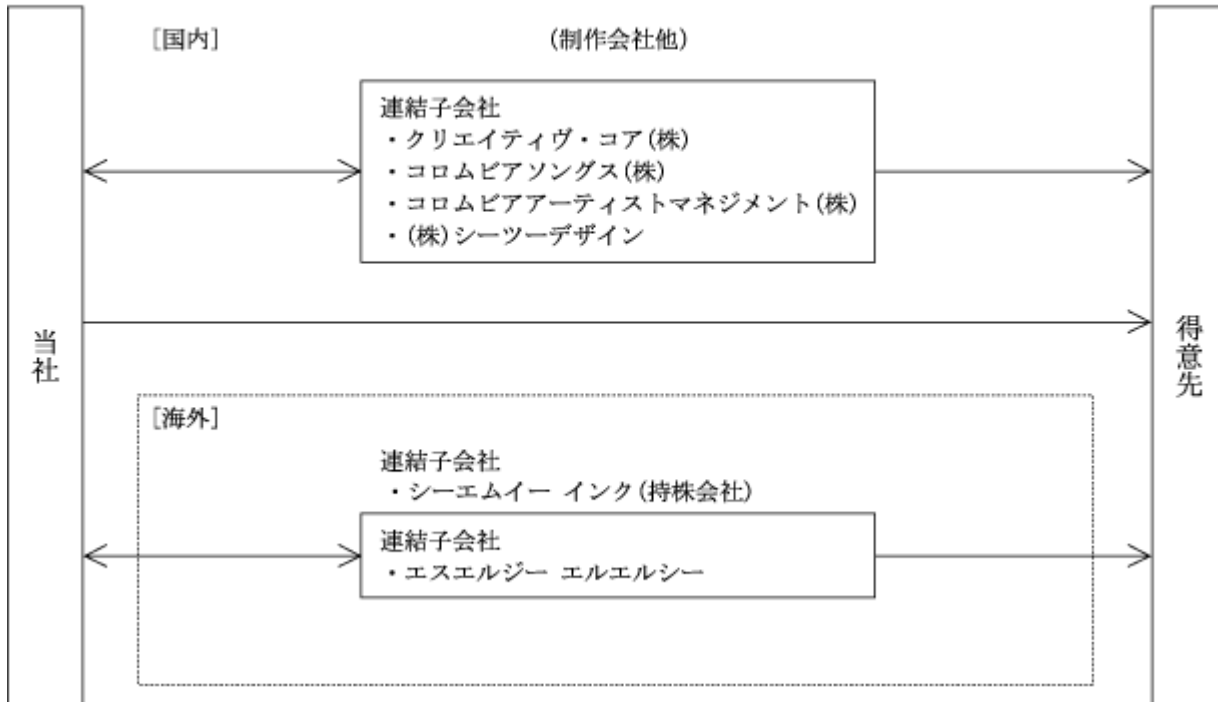 [国内]
(制作会社他)
連結子会社
・クリエイティヴ・コア(株)
・コロムビアソングス(株)
・コロムビアアーティストマネジメント(株)
・(株)シーツーデザイン
当社
得意先
[海外]
連結子会社
・シーエムイー インク(持株会社)
連結子会社
・エスエルジー エルエルシー